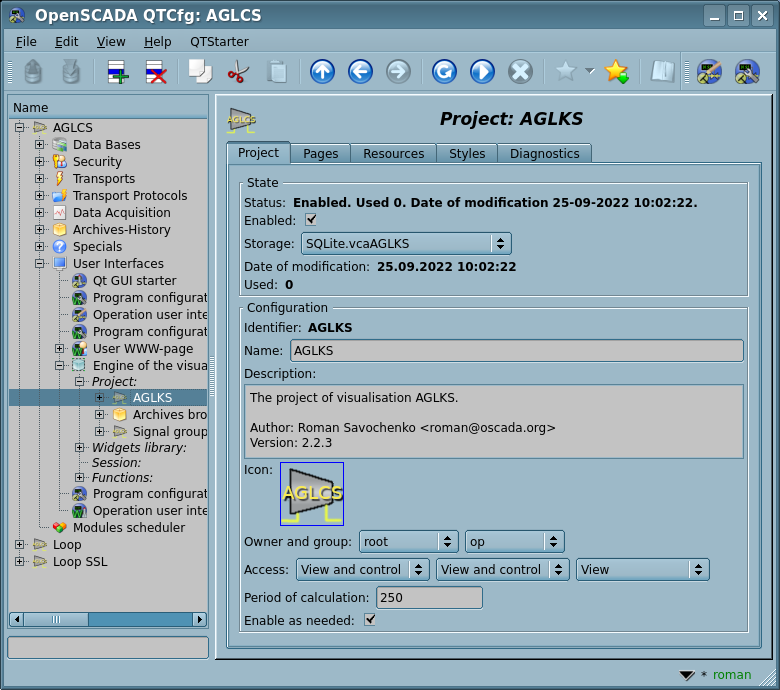 OpenSCADA QTCfg: AGLCS
File Edit View Help QTStarter
Name
AGLCS
Data Bases
Security
Transports
Transport Protocols
Data Acquisition
Archives-History
Specials
User Interfaces
Qt GUI starter
Program configurat
Operation user inte
Program configurat
User WWW-page
Engine of the visua
Project:
AGLKS
Archives bro
Signal group
Widgets library:
Session:
Functions:
Program configurat
Operation user inte
Modules scheduler
Loop
Loop SSL
AGLCS
Project: AGLKS
Project Pages Resources Styles Diagnostics
State
Status: Enabled. Used 0. Date of modification 25-09-2022 10:02:22.
Enabled:
Storage: SQLite.vcaAGLKS
Date of modification: 25.09.2022 10:02:22
Used: 0
Configuration
Identifier: AGLKS
Name: AGLKS
Description:
The project of visualisation AGLKS.
Author: Roman Savochenko <roman@oscada.org>
Version: 2.2.3
Icon: AGLCS
Owner and group: root op
Access: View and control View and control View
Period of calculation: 250
Enable as needed:
* roman